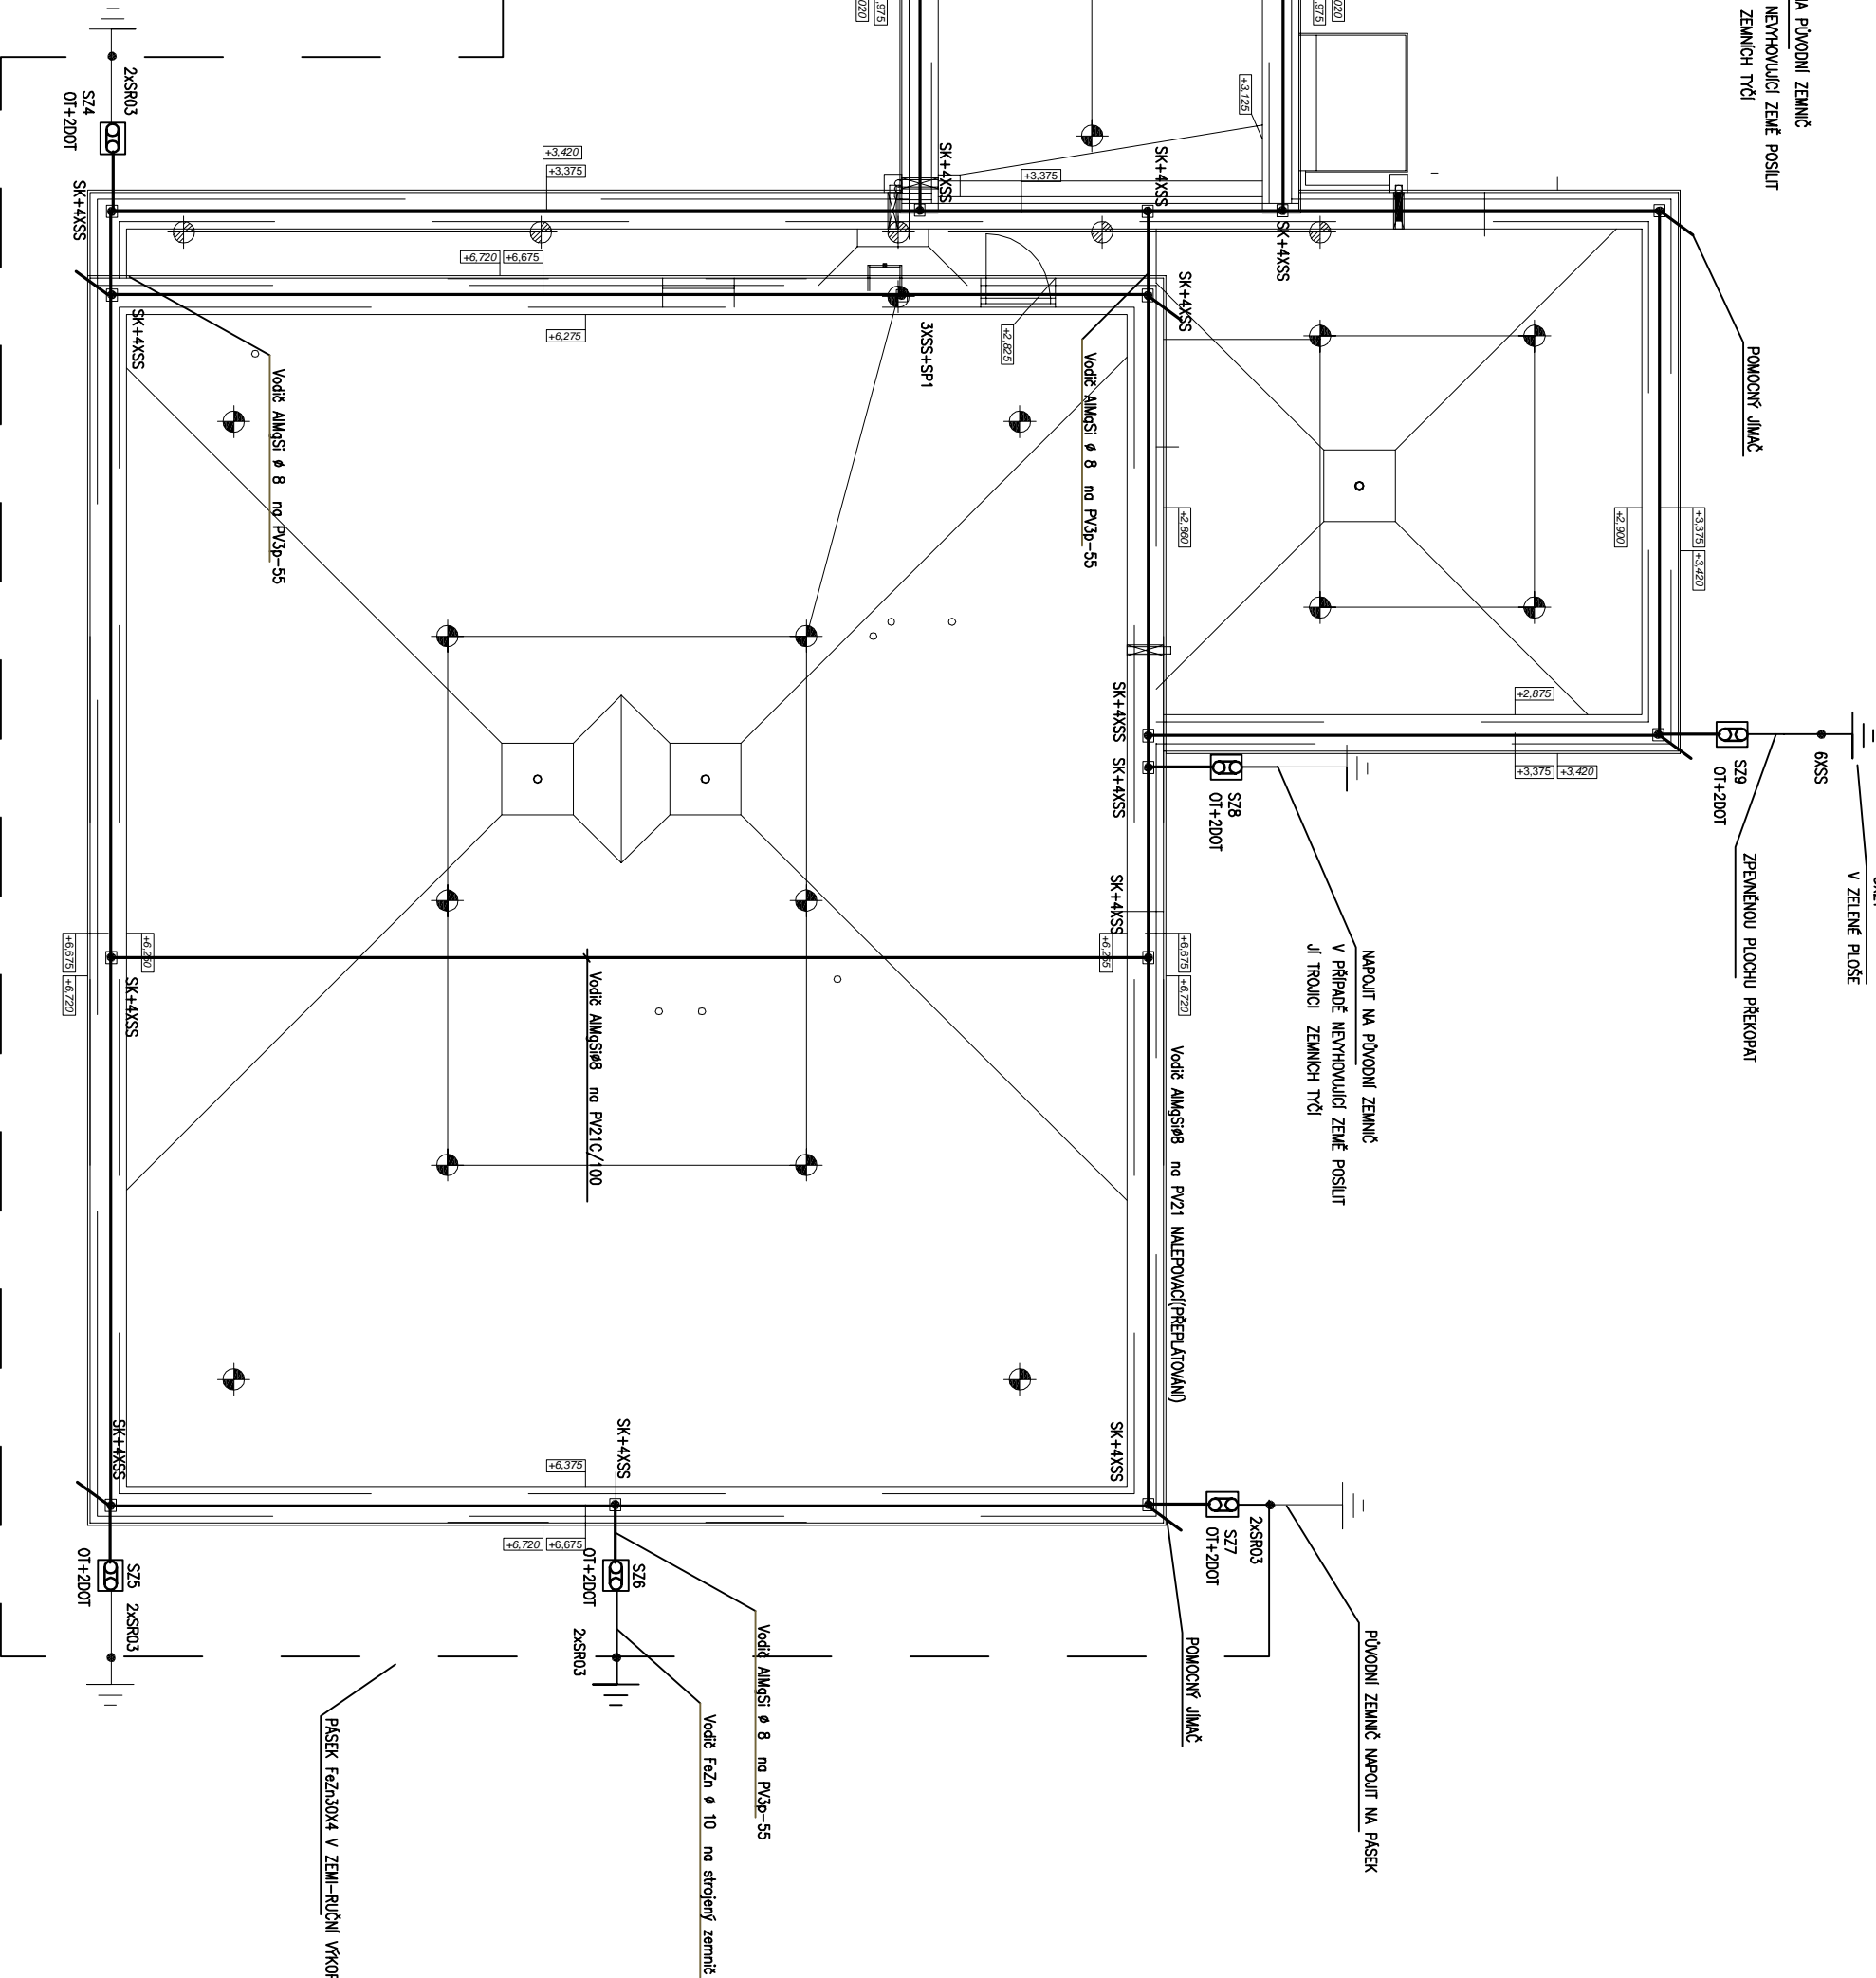 NA PŮVODNÍ ZEMNIČ
NEVYHOVUJÍCÍ ZEMĚ POSÍLIT
ZEMNÍCH TYČÍ
+3,125
2xSR03
SZ4
OT+2DOT
SK+4XSS
+3,420
+3,375
SK+4XSS
+3,375
SK+4XSS
SK+4XSS
SK+4XSS
+6,720
+6,675
+6,275
SK+4XSS
3XSS+SP1
+2,825
POMOCNÝ JÍMAČ
Vodič AlMgSi ø 8 na PV3p-55
Vodič AlMgSi ø 8 na PV3p-55
+2,860
+2,900
+3,375
+3,420
+2,875
+3,375
+3,420
SZ9
OT+2DOT
6XSS
V ZELENÉ PLOŠE
ZPEVNĚNOU PLOCHU PŘEKOPAT
SK+4XSS
SK+4XSS
SZ8
OT+2DOT
SK+4XSS
NAPOJIT NA PŮVODNÍ ZEMNIČ
V PŘÍPADĚ NEVYHOVUJÍCÍ ZEMĚ POSÍLIT
JÍ TROJICI ZEMNÍCH TYČÍ
+6,675
+6,720
+6,675
+6,720
SK+4XSS
Vodič AlMgSiø8 na PV21C/100
Vodič AlMgSiø8 na PV21 NALEPOVACÍ(PŘEPLÁTOVÁNÍ)
SK+4XSS
SK+4XSS
SK+4XSS
+6,375
+6,720
+6,675
SZ5
OT+2DOT
2xSR03
SZ6
OT+2DOT
2xSR03
SZ7
OT+2DOT
2xSR03
POMOCNÝ JÍMAČ
PŮVODNÍ ZEMNIČ NAPOJIT NA PÁSEK
Vodič AlMgSi ø 8 na PV3p-55
Vodič FeZn ø 10 na strojený zemnič
PÁSEK FeZn30X4 V ZEMI-RUČNÍ